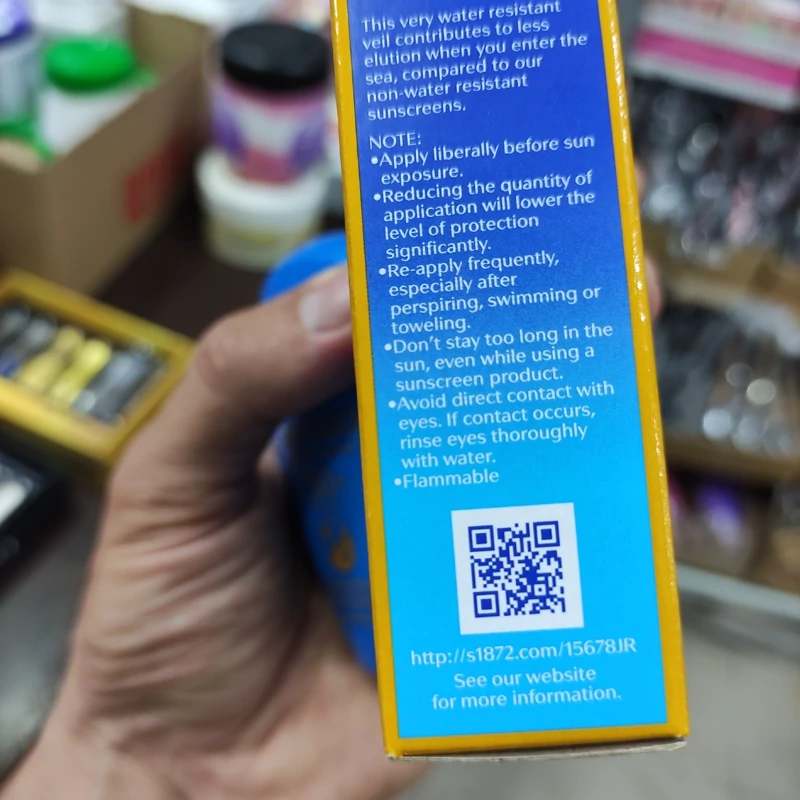 This very water resistant
veil contributes to less
elution when you enter the
sea, compared to our
non-water resistant
sunscreens.
NOTE:
•Apply liberally before sun
exposure.
•Reducing the quantity of
application will lower the
level of protection
significantly.
•Re-apply frequently,
especially after
perspiring, swimming or
toweling.
•Don't stay too long in the
sun, even while using a
sunscreen product.
•Avoid direct contact with
eyes. If contact occurs,
rinse eyes thoroughly
with water.
•Flammable
http://s1872.com/15678JR
See our website
for more information.